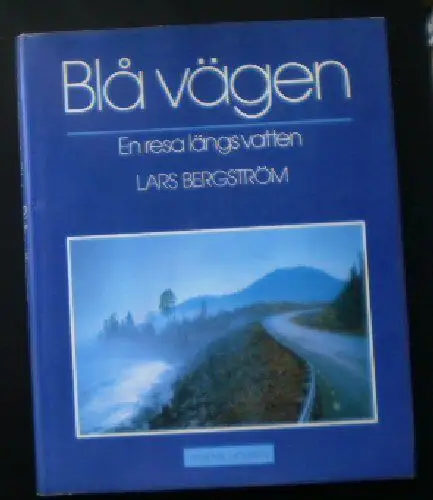 Blå vägen
En resa längs vatten
LARS BERGSTRÖM